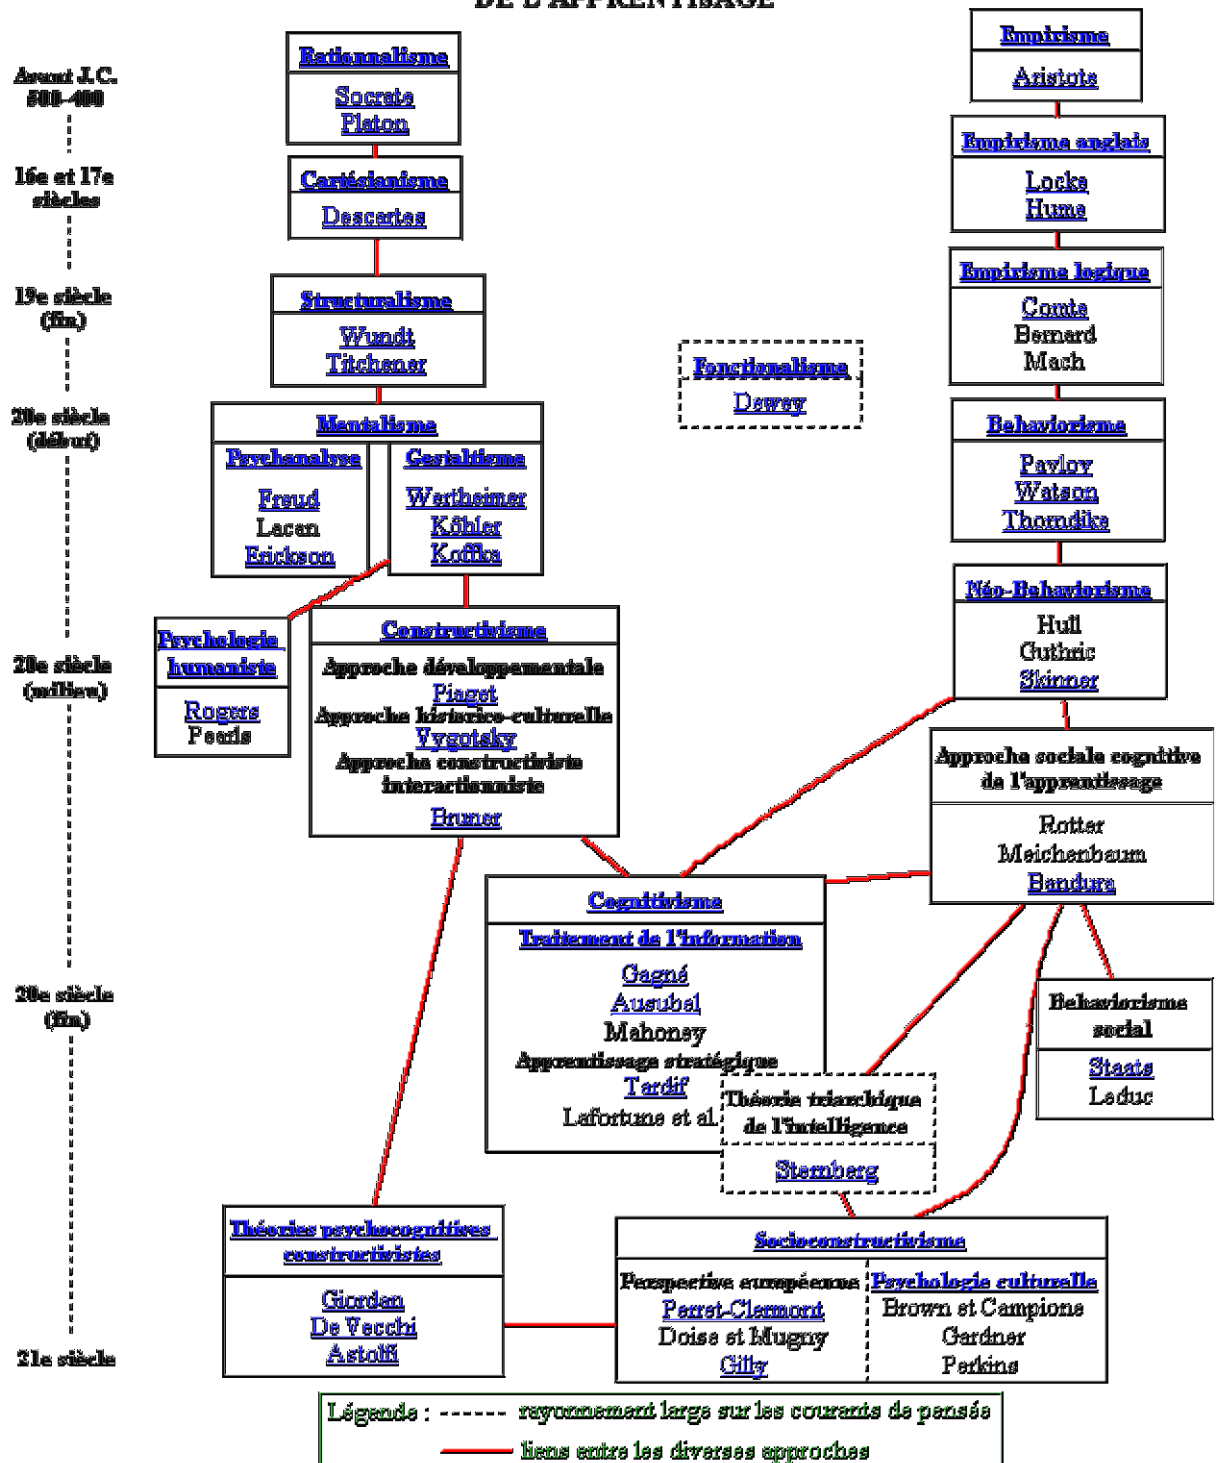 DE L'APPRENTISAGE
Empirisme
Aristote
Rationnalisme
Socrate
Platon
Avant J.C.
500-400
Empirisme anglais
Locke
Hume
Cartésianisme
Descartes
16e et 17e
siècles
Empirisme logique
Comte
Bernard
Mach
Structuralisme
Wundt
Titchener
19e siècle
(fin)
Fonctionalisme
Dewey
20e siècle
(début)
Mentalisme
Psychanalyse
Freud
Lacan
Erickson
Gestaltisme
Wertheimer
Köhler
Koffka
Behaviorisme
Pavlov
Watson
Thorndike
Néo-Behaviorisme
Hull
Guthric
Skinner
Psychologie
humaniste
Rogers
Pearls
Constructivisme
Approche développementale
Piaget
Approche historico-culturelle
Vygotsky
Approche constructiviste
interactionniste
Bruner
20e siècle
(milieu)
Approche sociale cognitive
de l'apprentissage
Rotter
Meichenbaum
Bandura
Cognitivisme
Traitement de l'information
Gagné
Ausubel
Mahoney
Apprentissage stratégique
Tardif
Lafortune et al.
20e siècle
(fin)
Behaviorisme
social
Staats
Leduc
Théorie triarchique
de l'intelligence
Sternberg
Théories psychocognitives
constructivistes
Giordan
De Vecchi
Astolfi
Socioconstructivisme
Perspective européenne
Perret-Clermont
Doise et Mugny
Gilly
Psychologie culturelle
Brown et Campione
Gardner
Perkins
21e siècle
Légende : ------ rayonnement large sur les courants de pensée
liens entre les diverses approches